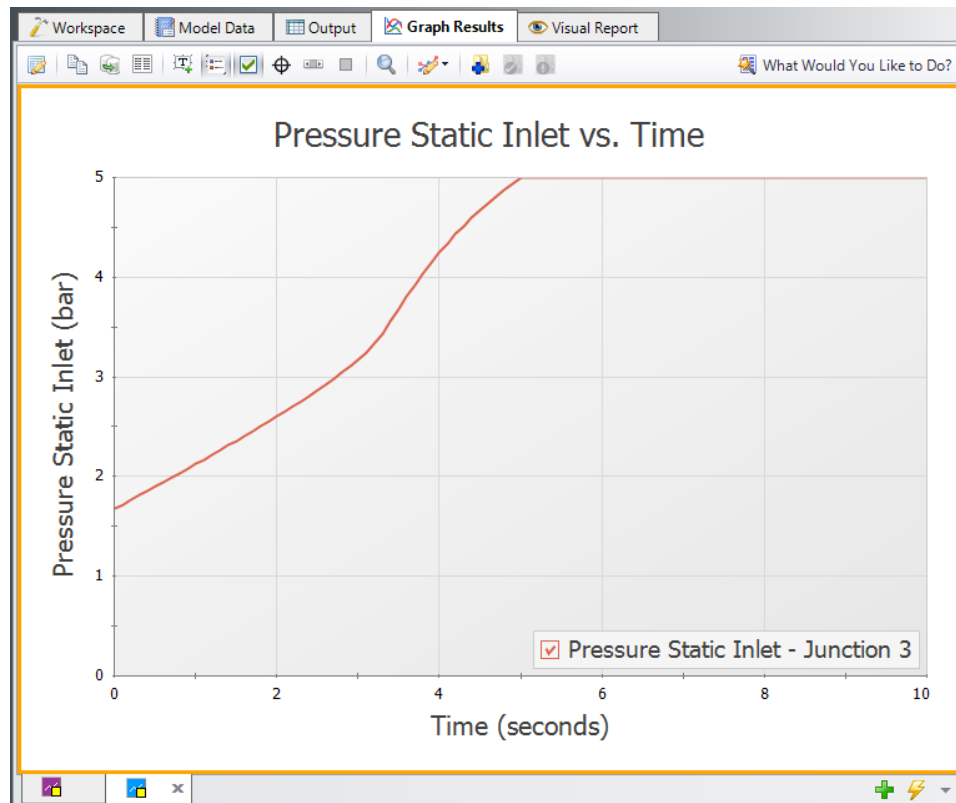 Workspace Model Data Output Graph Results Visual Report
What Would You Like to Do?
Pressure Static Inlet vs. Time
Pressure Static Inlet (bar)
5
4
3
2
1
0
0 2 4 6 8 10
Time (seconds)
Pressure Static Inlet - Junction 3